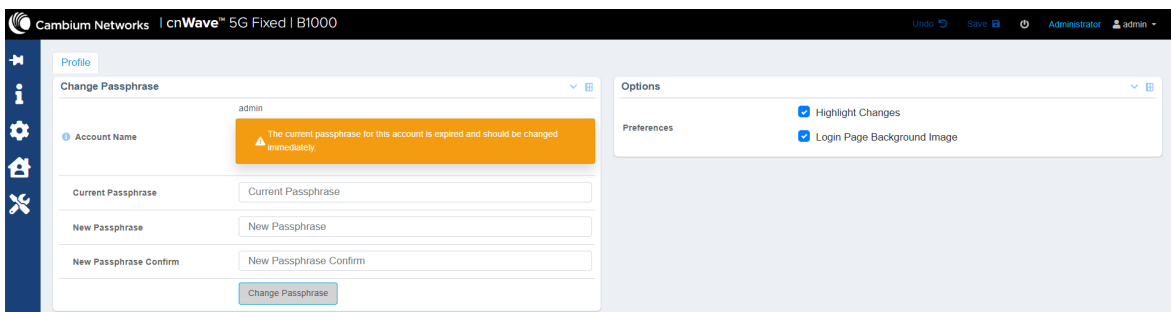 Cambium Networks | cnWave™ 5G Fixed | B1000
Undo Save Administrator admin
Profile
Change Passphrase
admin
Account Name
The current passphrase for this account is expired and should be changed
immediately.
Current Passphrase Current Passphrase
New Passphrase New Passphrase
New Passphrase Confirm New Passphrase Confirm
Change Passphrase
Options
Preferences
Highlight Changes
Login Page Background Image